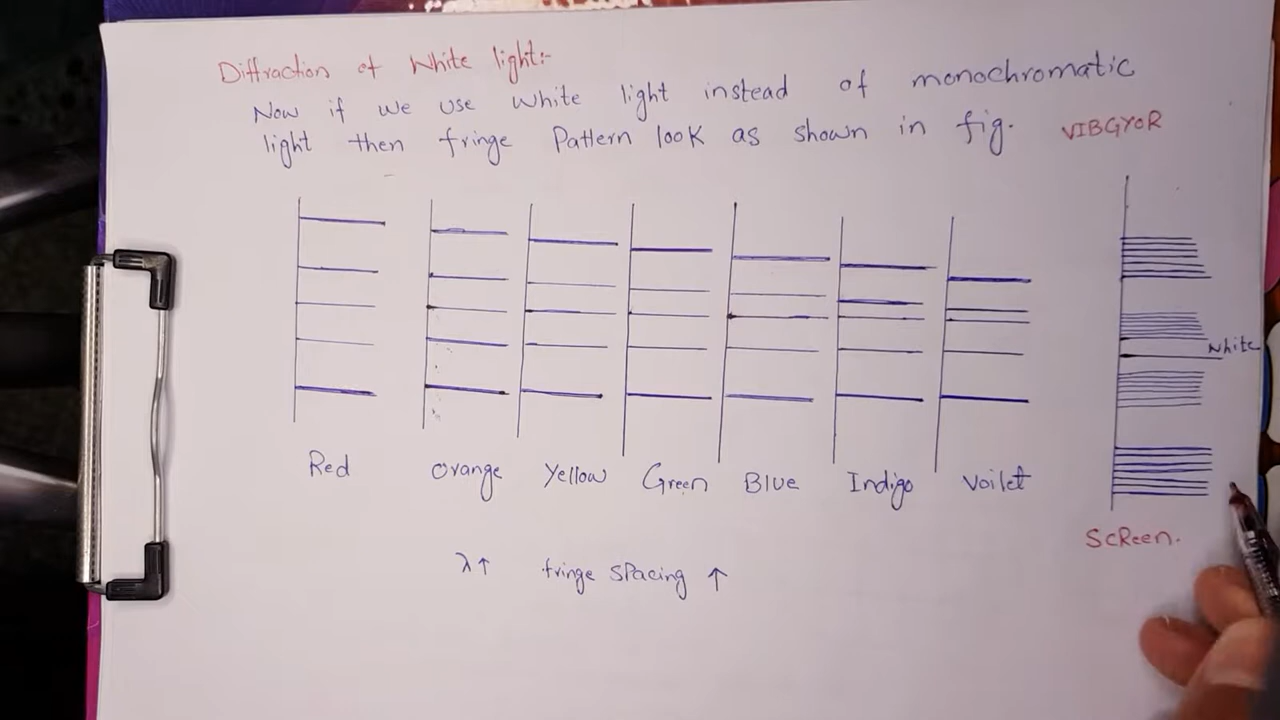 Diffraction of White light:-
Now if we use white light instead of monochromatic
light then fringe Pattern look as shown in fig. VIBGYOR
White
Red Orange Yellow Green Blue Indigo Voilet
ScReen.
λ↑ fringe spacing ↑